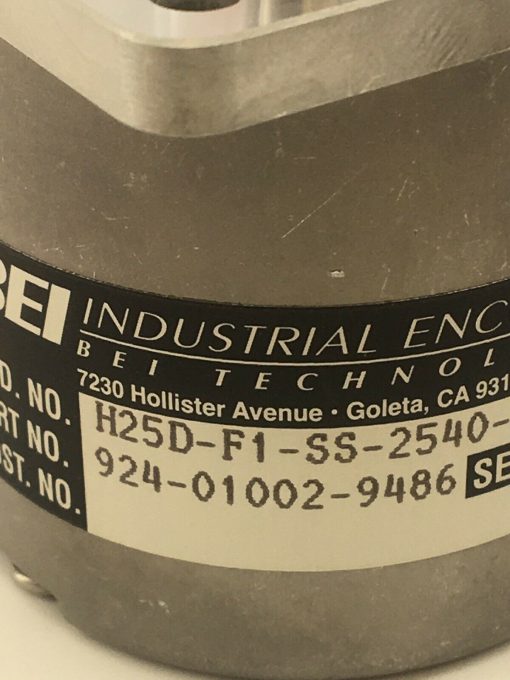 BEI INDUSTRIAL ENC
BEI TECHNOL
7230 Hollister Avenue • Goleta, CA 931
D. NO. H25D-F1-SS-2540-
RT NO. 924-01002-9486 SE
ST. NO.